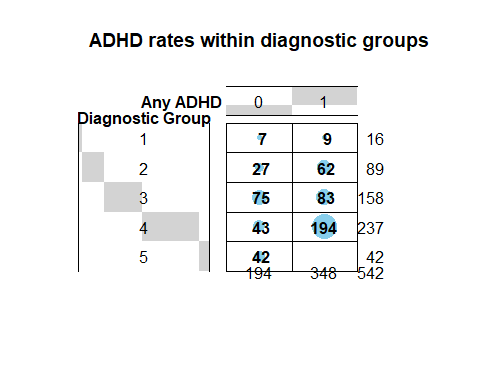 ADHD rates within diagnostic groups
Any ADHD 0 1
Diagnostic Group
1 7 9 16
2 27 62 89
3 75 83 158
4 43 194 237
5 42 42
194 348 542